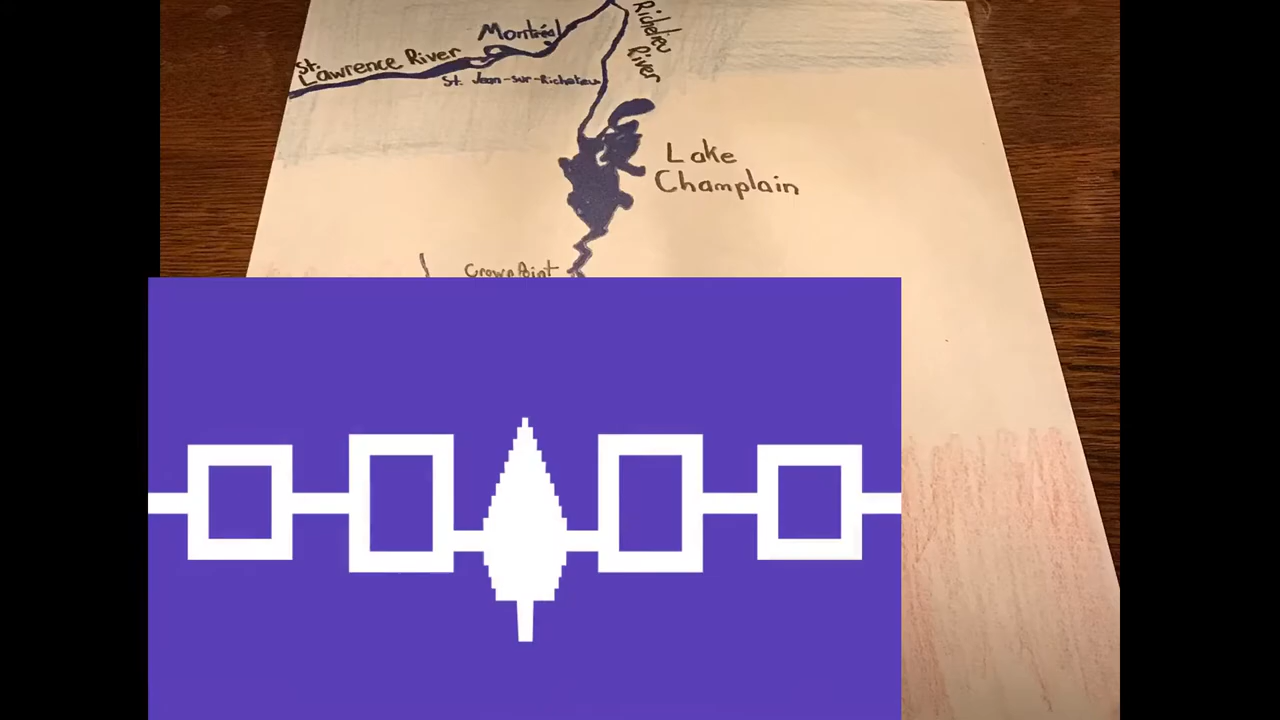 Montréal
St.
Lawrence River
Richelieu
River
St. Jean-sur-Richelieu
Lake
Champlain
Crown Point